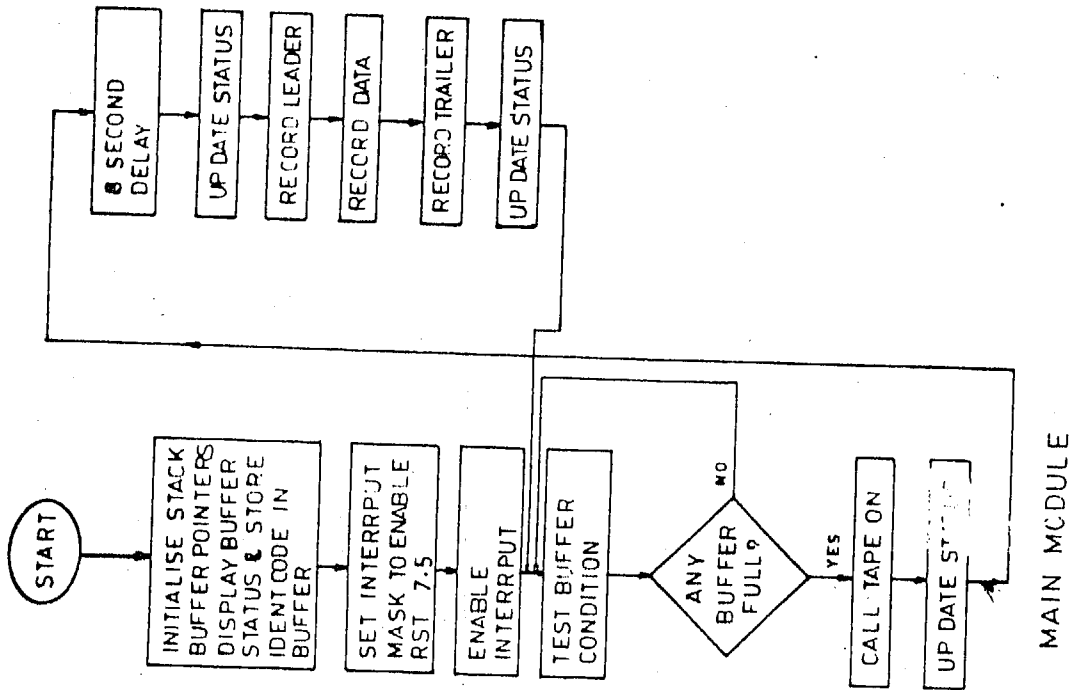 START
INITIALISE STACK
BUFFER POINTERS
DISPLAY BUFFER
STATUS & STORE
IDENT CODE IN
BUFFER
SET INTERRPUT
MASK TO ENABLE
RST 7.5
ENABLE
INTERRPUT
TEST BUFFER
CONDITION
ANY
BUFFER
FULL?
NO
YES
CALL TAPE ON
UP DATE
8 SECOND
DELAY
UP DATE STATUS
RECORD LEADER
RECORD DATA
RECORD TRAILER
UP DATE STATUS
MAIN MODULE